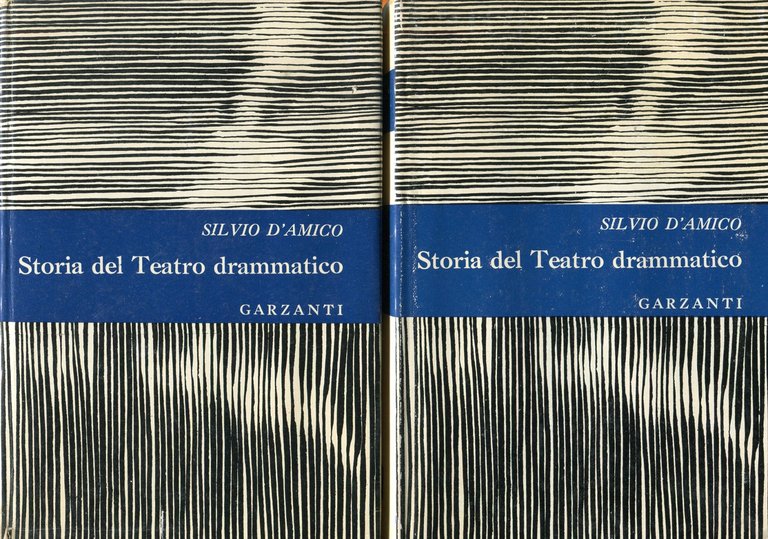 SILVIO D'AMICO
Storia del Teatro drammatico
GARZANTI
SILVIO D'AMICO
Storia del Teatro drammatico
GARZANTI